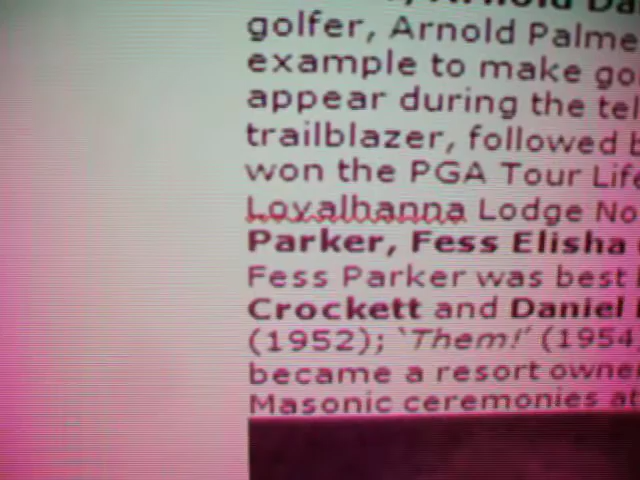 Arnold
golfer, Arnold Palme
example to make go
appear during the tel
trailblazer, followed b
won the PGA Tour Life
Loyalhanna Lodge No
Parker, Fess Elisha
Fess Parker was best
Crockett and Daniel
(1952); 'Them!' (1954
became a resort owne
Masonic ceremonies at